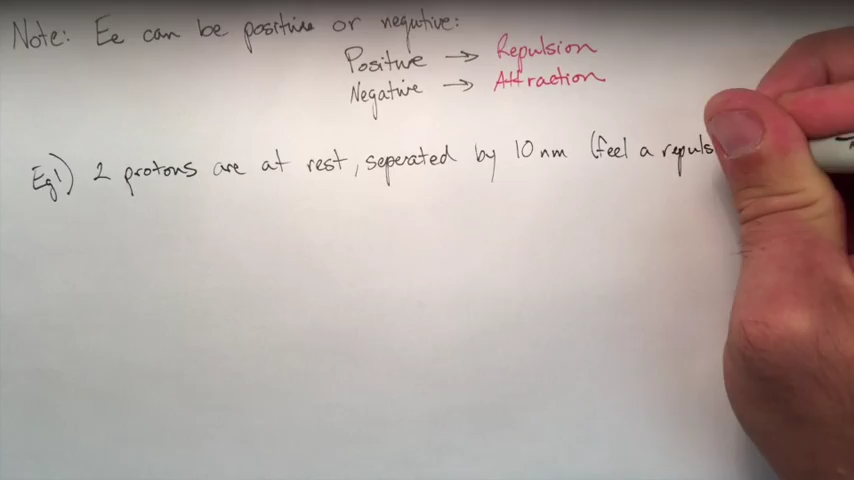 Note: Ee can be positive or negative:
Positive → Repulsion
Negative → Attraction
Eg1) 2 protons are at rest, seperated by 10 nm (feel a repuls